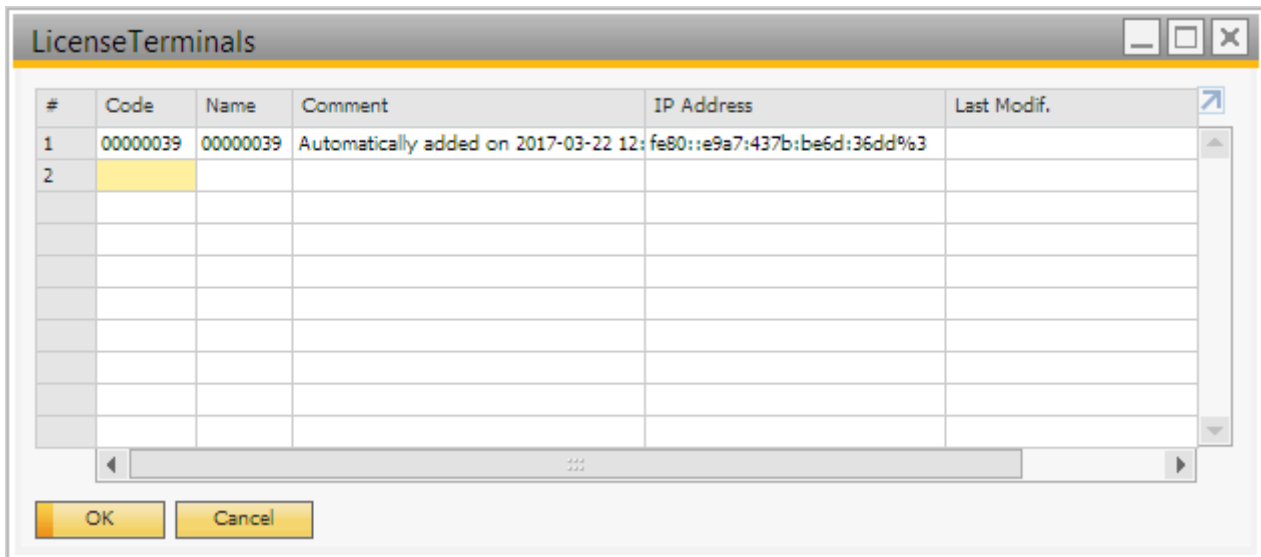 LicenseTerminals
# Code Name Comment IP Address Last Modif.
1 00000039 00000039 Automatically added on 2017-03-22 12: fe80::e9a7:437b:be6d:36dd%3
2
OK Cancel